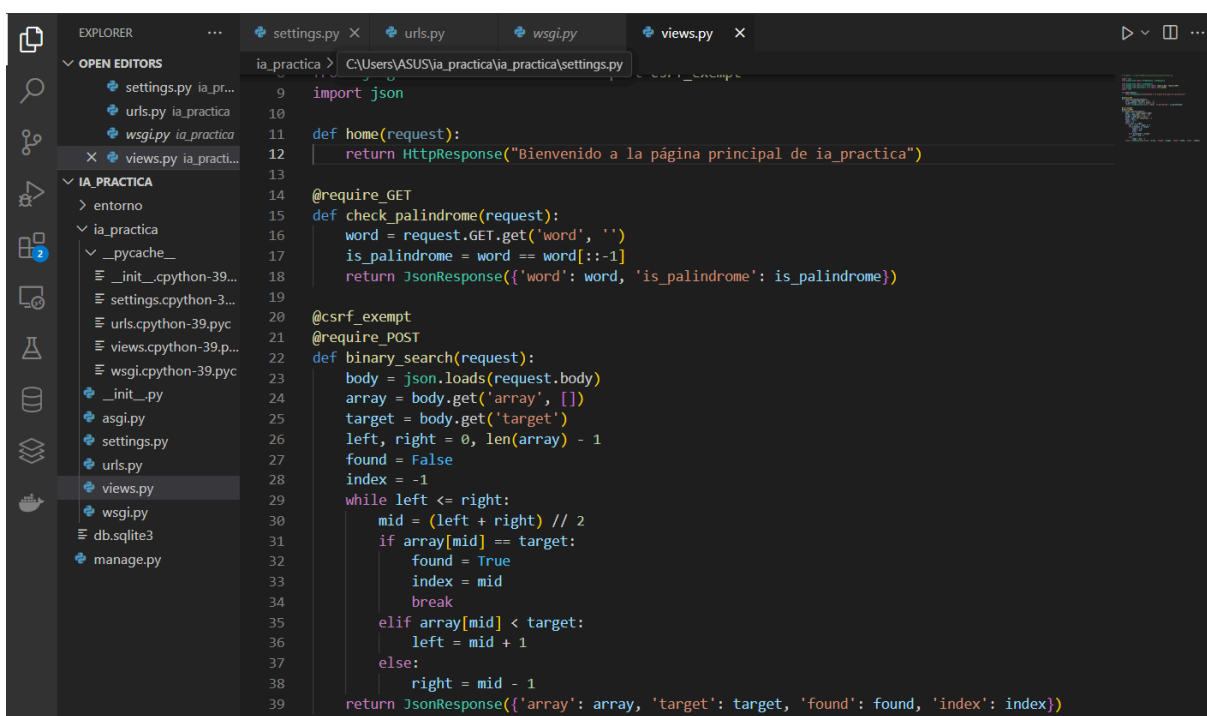 EXPLORER
OPEN EDITORS
settings.py ia_pr...
urls.py ia_practica
wsgi.py ia_practica
views.py ia_practi...
IA_PRACTICA
entorno
ia_practica
__pycache__
__init__.cpython-39...
settings.cpython-3...
urls.cpython-39.pyc
views.cpython-39.p...
wsgi.cpython-39.pyc
__init__.py
asgi.py
settings.py
urls.py
views.py
wsgi.py
db.sqlite3
manage.py
2
settings.py
urls.py
wsgi.py
views.py
ia_practica >
C:\Users\ASUS\ia_practica\ia_practica\settings.py
csrf_exempt
9 import json
10
11 def home(request):
12 return HttpResponse("Bienvenido a la página principal de ia_practica")
13
14 @require_GET
15 def check_palindrome(request):
16 word = request.GET.get('word', '')
17 is_palindrome = word == word[::-1]
18 return JsonResponse({'word': word, 'is_palindrome': is_palindrome})
19
20 @csrf_exempt
21 @require_POST
22 def binary_search(request):
23 body = json.loads(request.body)
24 array = body.get('array', [])
25 target = body.get('target')
26 left, right = 0, len(array) - 1
27 found = False
28 index = -1
29 while left <= right:
30 mid = (left + right) // 2
31 if array[mid] == target:
32 found = True
33 index = mid
34 break
35 elif array[mid] < target:
36 left = mid + 1
37 else:
38 right = mid - 1
39 return JsonResponse({'array': array, 'target': target, 'found': found, 'index': index})